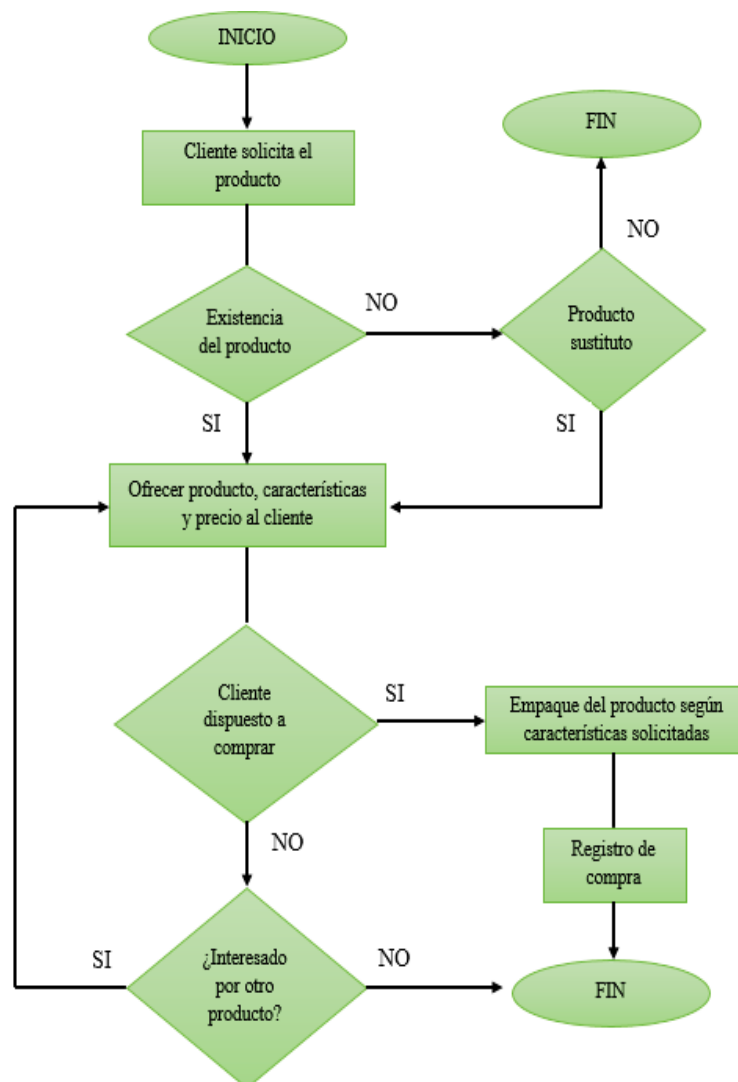 INICIO
Cliente solicita el
producto
FIN
NO
Existencia
del producto
NO
Producto
sustituto
SI
SI
Ofrecer producto, características
y precio al cliente
Cliente
dispuesto a
comprar
SI
Empaque del producto según
características solicitadas
NO
Registro de
compra
SI
¿Interesado
por otro
producto?
NO
FIN